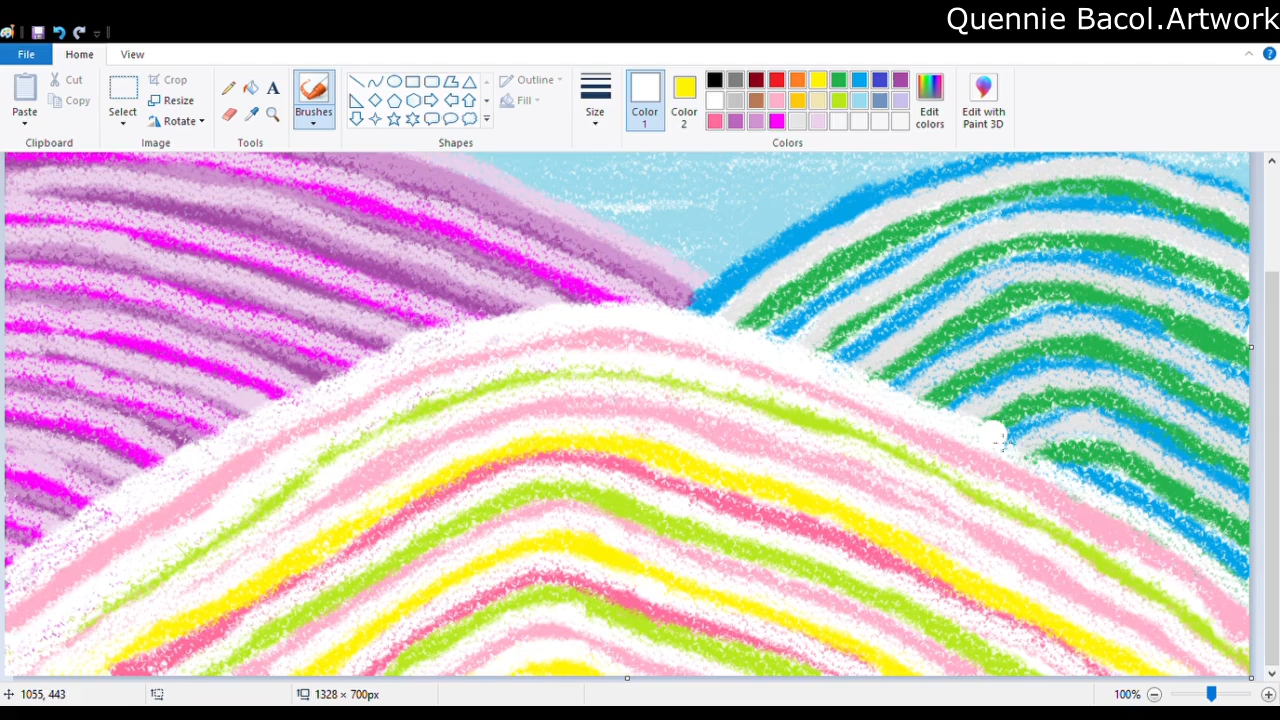 Quennie Bacol.Artwork
File Home View
Paste
Cut
Copy
Clipboard
Select
Crop
Resize
Rotate
Image
A
Tools
Brushes
Outline
Fill
Shapes
Size
Color 1
Color 2
Edit colors
Colors
Edit with Paint 3D
1055, 443
1328 × 700px
100%